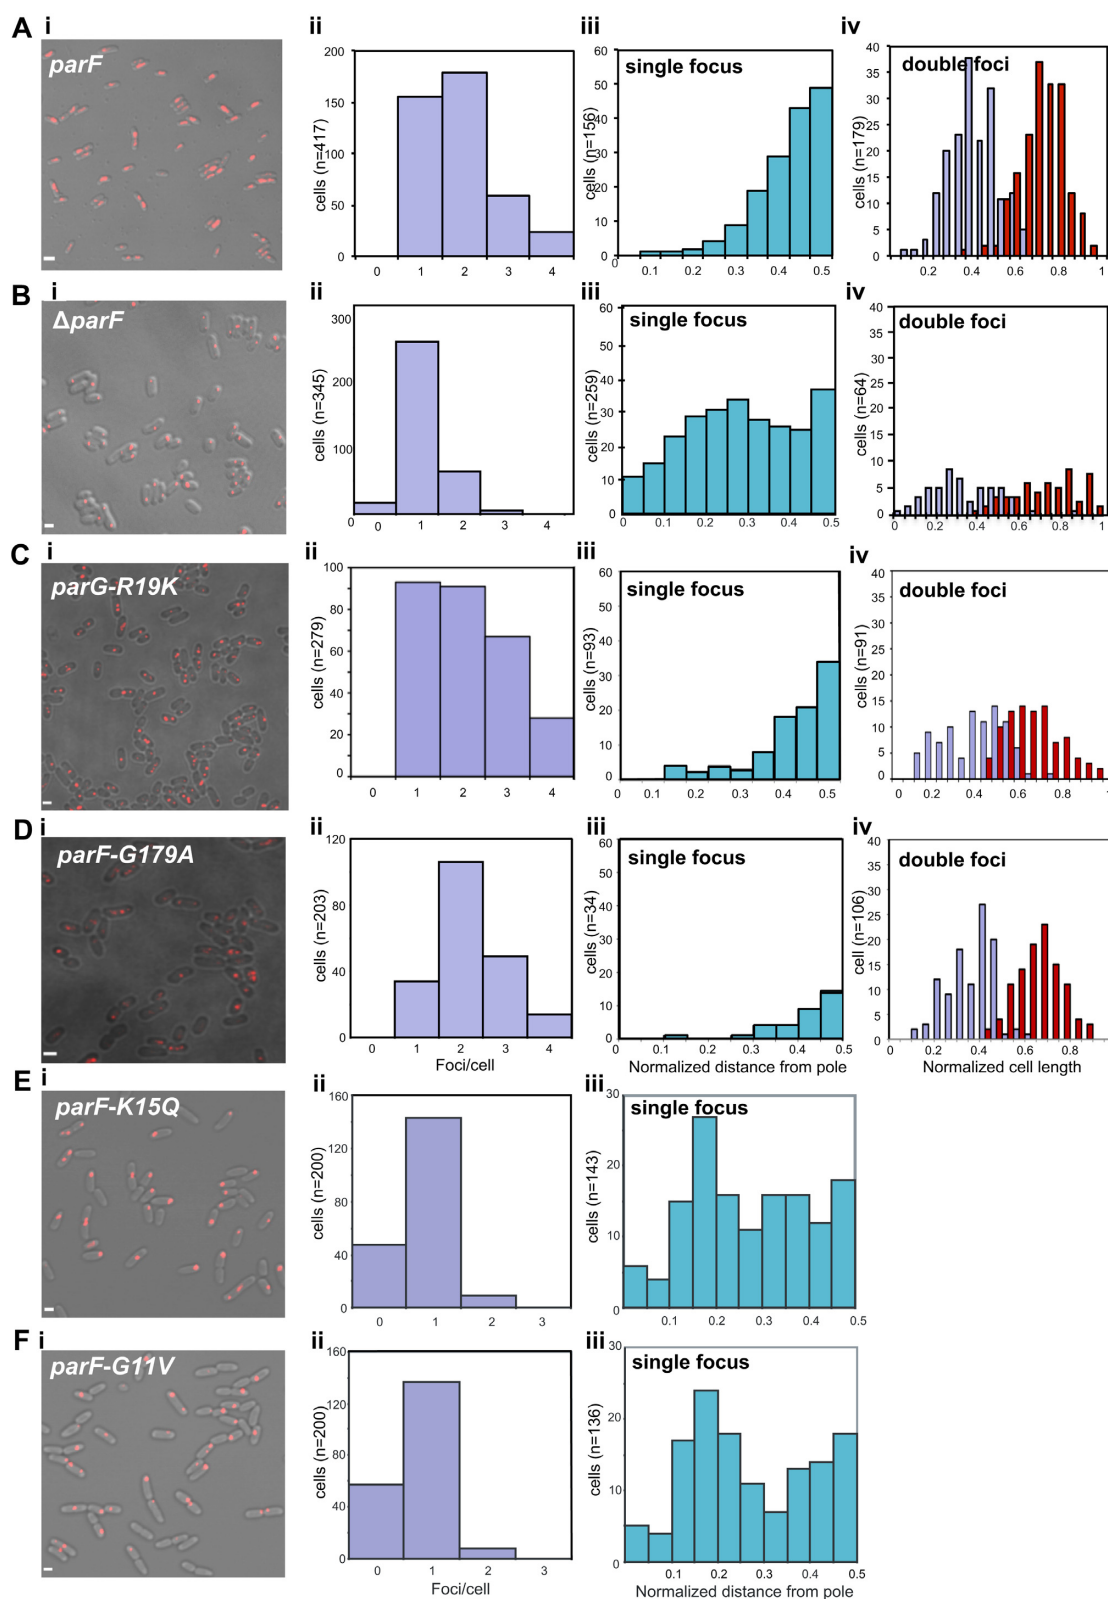 A i ii iii iv
parF
cells (n=417)
200
150
100
50
0
0 1 2 3 4
single focus
cells (n=156)
60
50
40
30
20
10
0
0.1 0.2 0.3 0.4 0.5
double foci
cells (n=179)
40
35
30
25
20
15
10
5
0
0.2 0.4 0.6 0.8 1
B i ii iii iv
ΔparF
cells (n=345)
300
200
100
0 1 2 3 4
single focus
cells (n=259)
60
50
40
30
20
10
0
0 0.1 0.2 0.3 0.4 0.5
double foci
cells (n=64)
40
35
30
25
20
15
10
5
0
0 0.2 0.4 0.6 0.8 1
C i ii iii iv
parG-R19K
cells (n=279)
100
80
60
40
20
0
0 1 2 3 4
single focus
cells (n=93)
60
50
40
30
20
10
0
0 0.1 0.2 0.3 0.4 0.5
double foci
cells (n=91)
40
35
30
25
20
15
10
5
0
0 0.2 0.4 0.6 0.8 1
D i ii iii iv
parF-G179A
cells (n=203)
120
80
40
0
0 1 2 3 4
Foci/cell
single focus
cells (n=34)
60
50
40
30
20
10
0
0 0.1 0.2 0.3 0.4 0.5
Normalized distance from pole
double foci
cell (n=106)
40
35
30
25
20
15
10
5
0
0.2 0.4 0.6 0.8
Normalized cell length
E i ii iii
parF-K15Q
cells (n=200)
160
120
80
40
0
0 1 2 3
single focus
cells (n=143)
30
20
10
0
0.1 0.2 0.3 0.4 0.5
F i ii iii
parF-G11V
cells (n=200)
160
120
80
40
0
0 1 2 3
Foci/cell
single focus
cells (n=136)
30
20
10
0
0.1 0.2 0.3 0.4 0.5
Normalized distance from pole